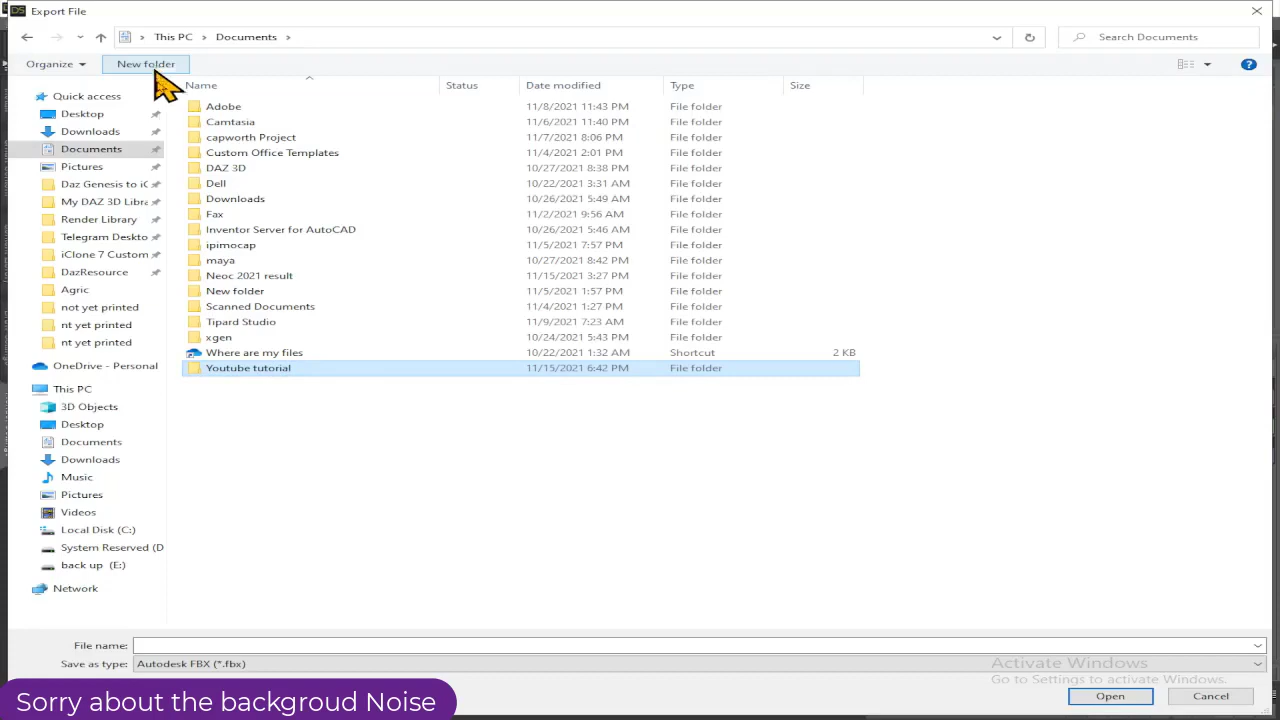 DS Export File
This PC > Documents >
Search Documents
Organize
New folder
Name Status Date modified Type Size
Quick access
Desktop
Downloads
Documents
Pictures
Daz Genesis to iC
My DAZ 3D Libra
Render Library
Telegram Deskto
iClone 7 Custom
DazResource
Agric
not yet printed
nt yet printed
nt yet printed
OneDrive - Personal
This PC
3D Objects
Desktop
Documents
Downloads
Music
Pictures
Videos
Local Disk (C:)
System Reserved (D
back up (E:)
Network
Adobe 11/8/2021 11:43 PM File folder
Camtasia 11/6/2021 11:40 PM File folder
capworth Project 11/7/2021 8:06 PM File folder
Custom Office Templates 11/4/2021 2:01 PM File folder
DAZ 3D 10/27/2021 8:38 PM File folder
Dell 10/22/2021 3:31 AM File folder
Downloads 10/26/2021 5:49 AM File folder
Fax 11/2/2021 9:56 AM File folder
Inventor Server for AutoCAD 10/26/2021 5:46 AM File folder
ipimocap 11/5/2021 7:57 PM File folder
maya 10/27/2021 8:42 PM File folder
Neoc 2021 result 11/15/2021 3:27 PM File folder
New folder 11/5/2021 1:57 PM File folder
Scanned Documents 11/4/2021 1:27 PM File folder
Tipard Studio 11/9/2021 7:23 AM File folder
xgen 10/24/2021 5:43 PM File folder
Where are my files 10/22/2021 1:32 AM Shortcut 2 KB
Youtube tutorial 11/15/2021 6:42 PM File folder
File name:
Save as type: Autodesk FBX (*.fbx)
Activate Windows
Go to Settings to activate Windows.
Open Cancel
Sorry about the backgroud Noise